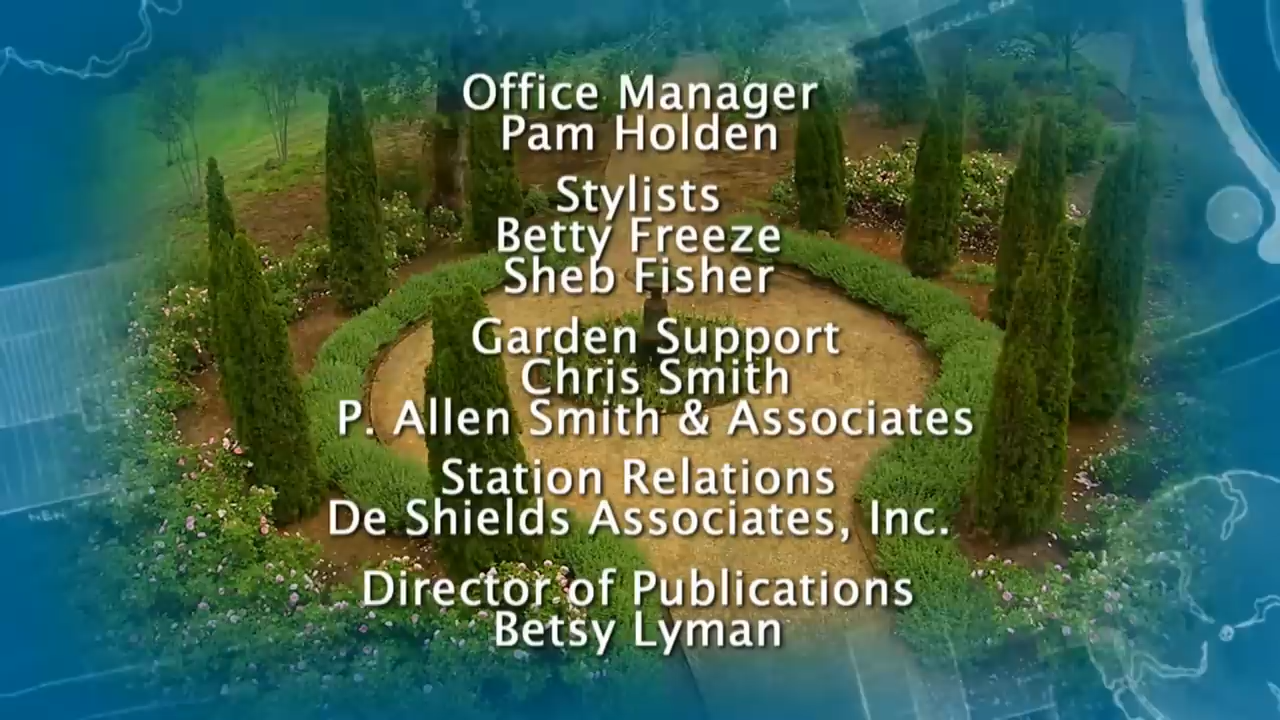 Office Manager
Pam Holden
Stylists
Betty Freeze
Sheb Fisher
Garden Support
Chris Smith
P. Allen Smith & Associates
Station Relations
De Shields Associates, Inc.
Director of Publications
Betsy Lyman